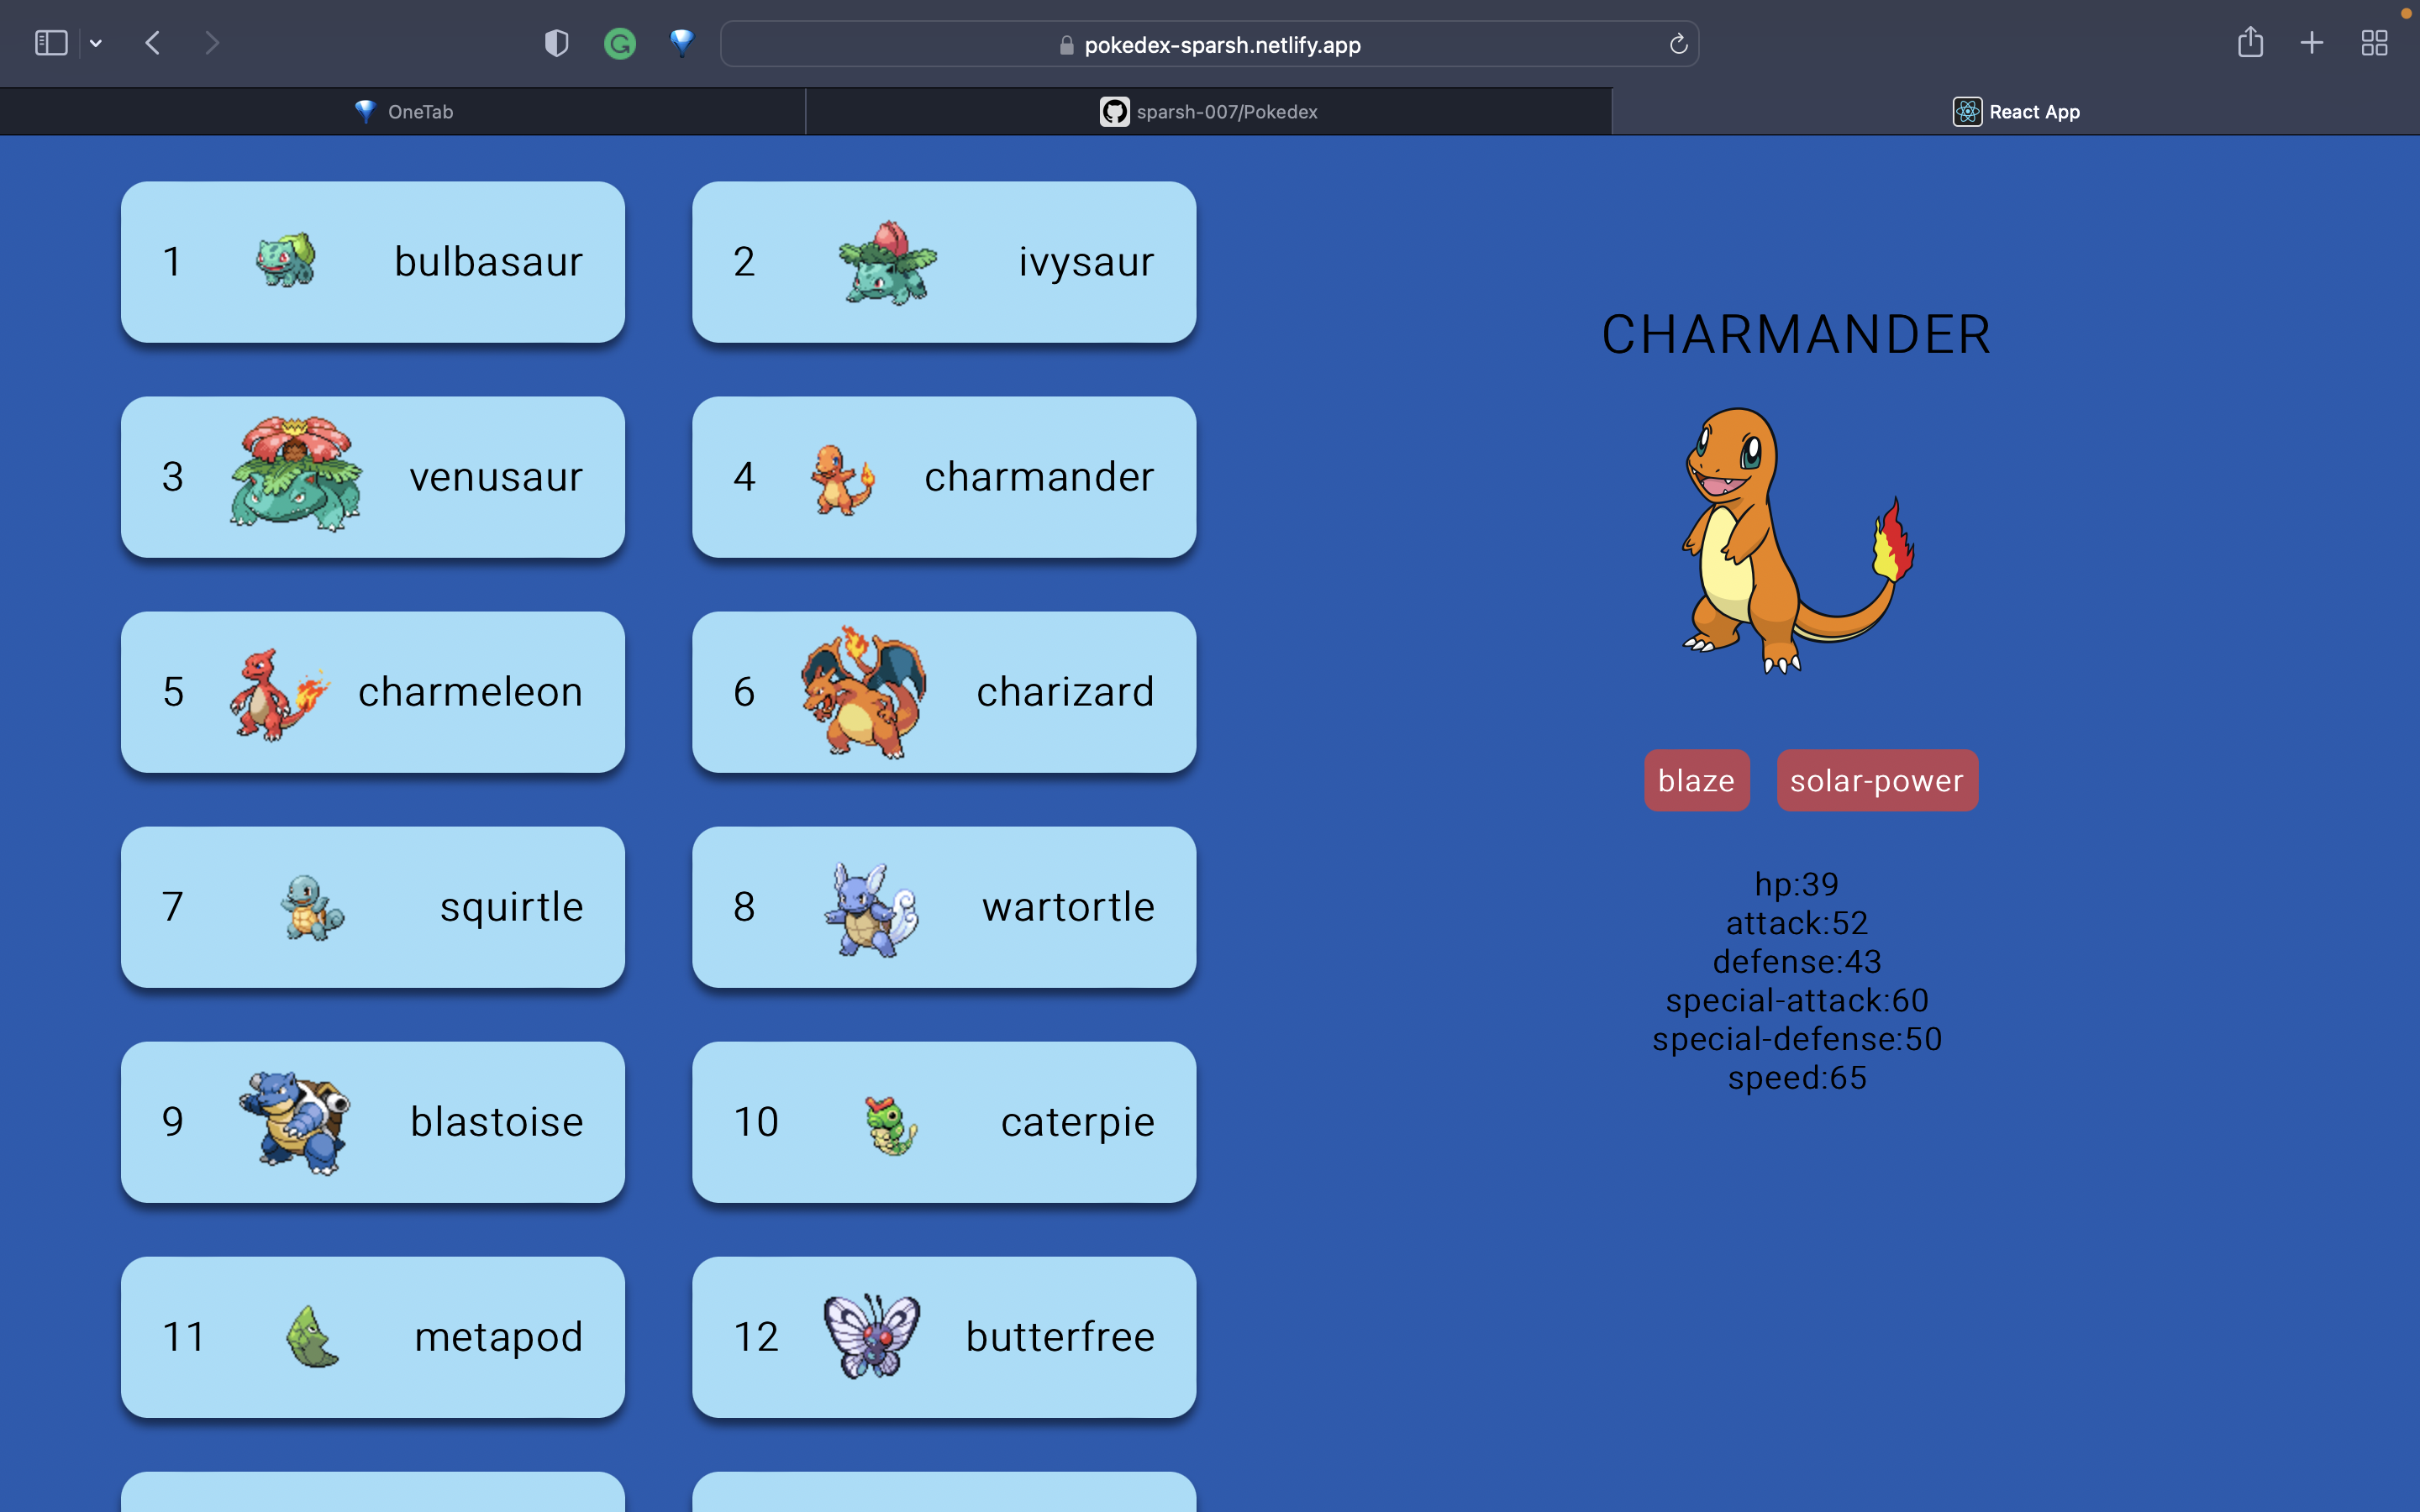 pokedex-sparsh.netlify.app
OneTab
sparsh-007/Pokedex
React App
1 bulbasaur
2 ivysaur
3 venusaur
4 charmander
5 charmeleon
6 charizard
7 squirtle
8 wartortle
9 blastoise
10 caterpie
11 metapod
12 butterfree
CHARMANDER
blaze
solar-power
hp:39
attack:52
defense:43
special-attack:60
special-defense:50
speed:65